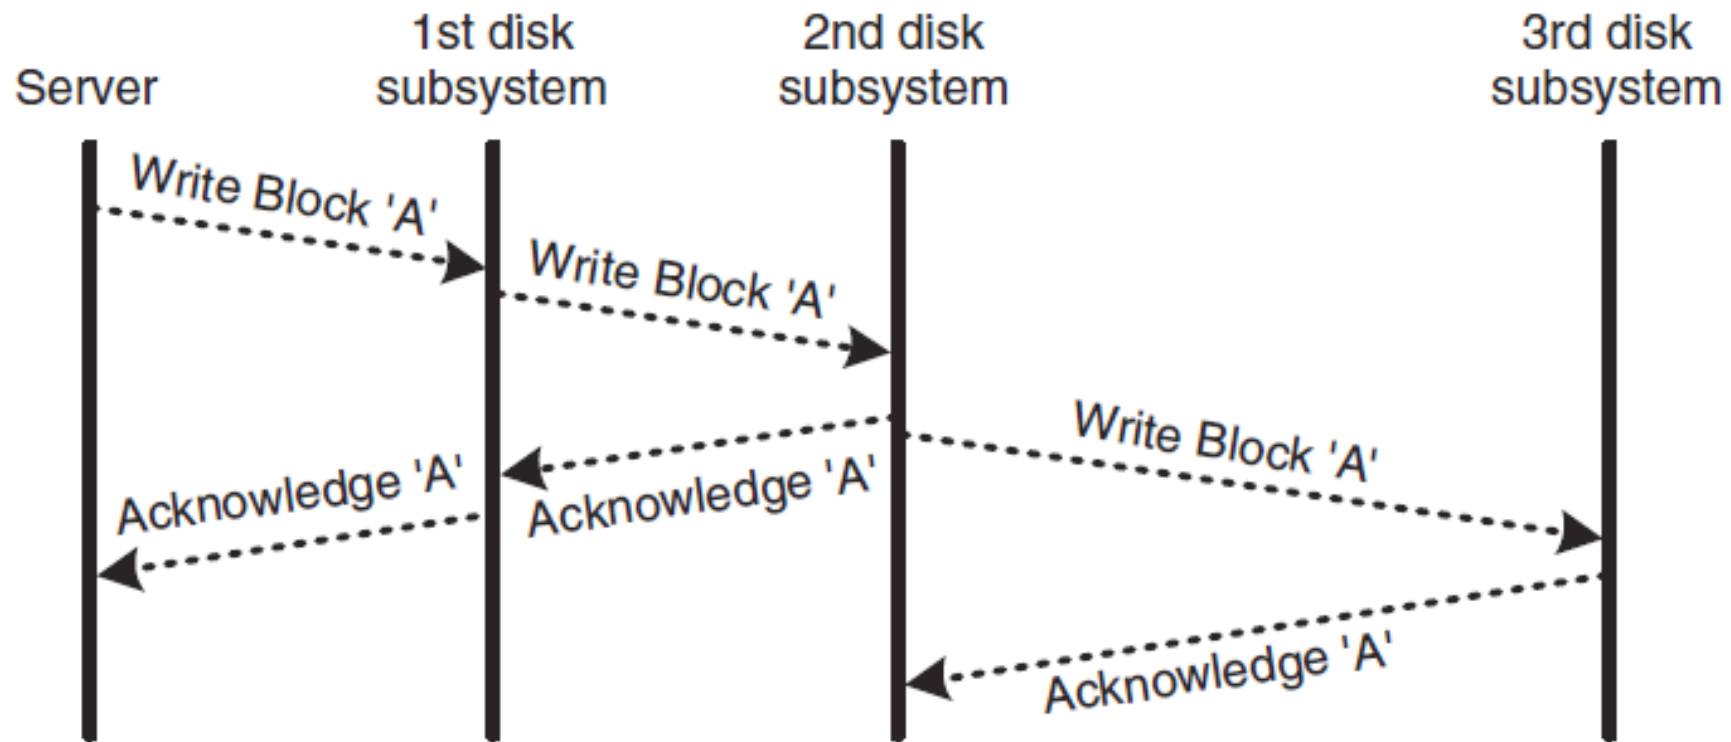 Server
1st disk
subsystem
2nd disk
subsystem
3rd disk
subsystem
Write Block 'A'
Write Block 'A'
Write Block 'A'
Acknowledge 'A'
Acknowledge 'A'
Acknowledge 'A'